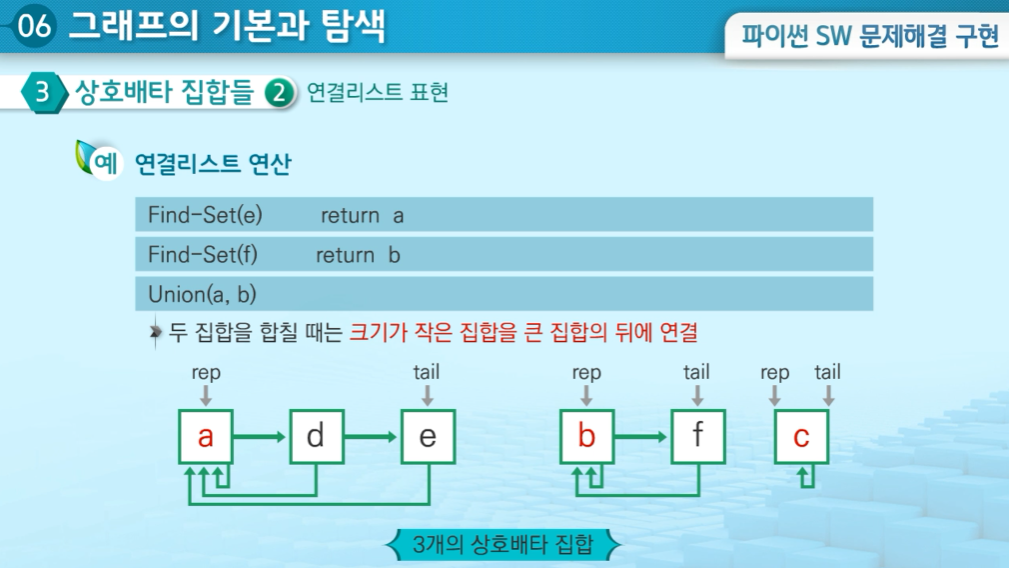 06 그래프의 기본과 탐색
파이썬 SW 문제해결 구현
3 상호배타 집합들 2 연결리스트 표현
예 연결리스트 연산
Find-Set(e) return a
Find-Set(f) return b
Union(a, b)
두 집합을 합칠 때는 크기가 작은 집합을 큰 집합의 뒤에 연결
rep tail rep tail rep tail
a d e b f c
3개의 상호배타 집합